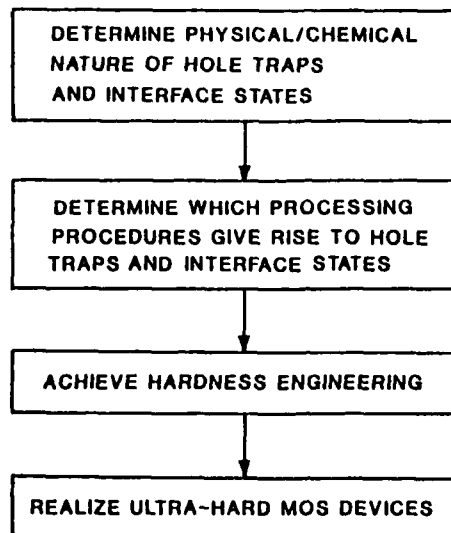 DETERMINE PHYSICAL/CHEMICAL
NATURE OF HOLE TRAPS
AND INTERFACE STATES
DETERMINE WHICH PROCESSING
PROCEDURES GIVE RISE TO HOLE
TRAPS AND INTERFACE STATES
ACHIEVE HARDNESS ENGINEERING
REALIZE ULTRA-HARD MOS DEVICES